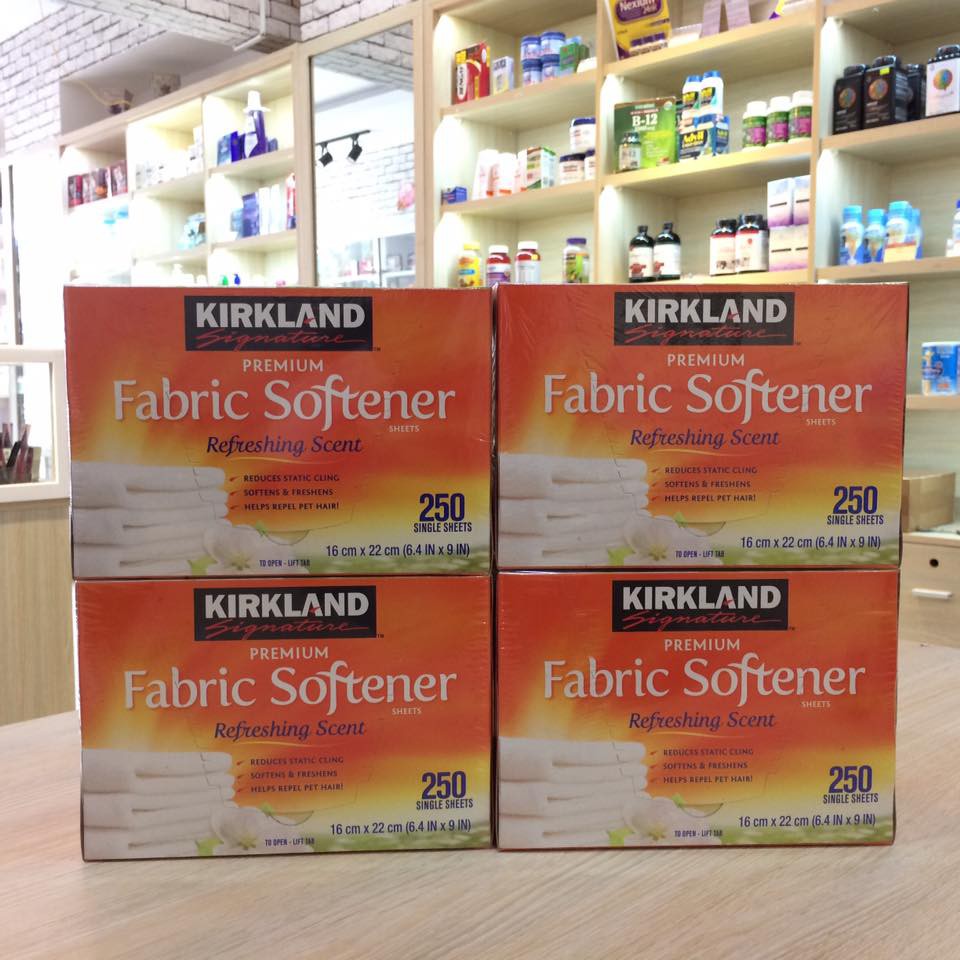 Nexium
B-12
KIRKLAND
Signature™
PREMIUM
Fabric Softener
SHEETS
Refreshing Scent
REDUCES STATIC CLING
SOFTENS & FRESHENS
HELPS REPEL PET HAIR!
250
SINGLE SHEETS
16 cm x 22 cm (6.4 IN x 9 IN)
TO OPEN - LIFT TAB
KIRKLAND
Signature™
PREMIUM
Fabric Softener
SHEETS
Refreshing Scent
REDUCES STATIC CLING
SOFTENS & FRESHENS
HELPS REPEL PET HAIR!
250
SINGLE SHEETS
16 cm x 22 cm (6.4 IN x 9 IN)
TO OPEN - LIFT TAB
KIRKLAND
Signature™
PREMIUM
Fabric Softener
SHEETS
Refreshing Scent
REDUCES STATIC CLING
SOFTENS & FRESHENS
HELPS REPEL PET HAIR!
250
SINGLE SHEETS
16 cm x 22 cm (6.4 IN x 9 IN)
TO OPEN - LIFT TAB
KIRKLAND
Signature™
PREMIUM
Fabric Softener
SHEETS
Refreshing Scent
REDUCES STATIC CLING
SOFTENS & FRESHENS
HELPS REPEL PET HAIR!
250
SINGLE SHEETS
16 cm x 22 cm (6.4 IN x 9 IN)
TO OPEN - LIFT TAB